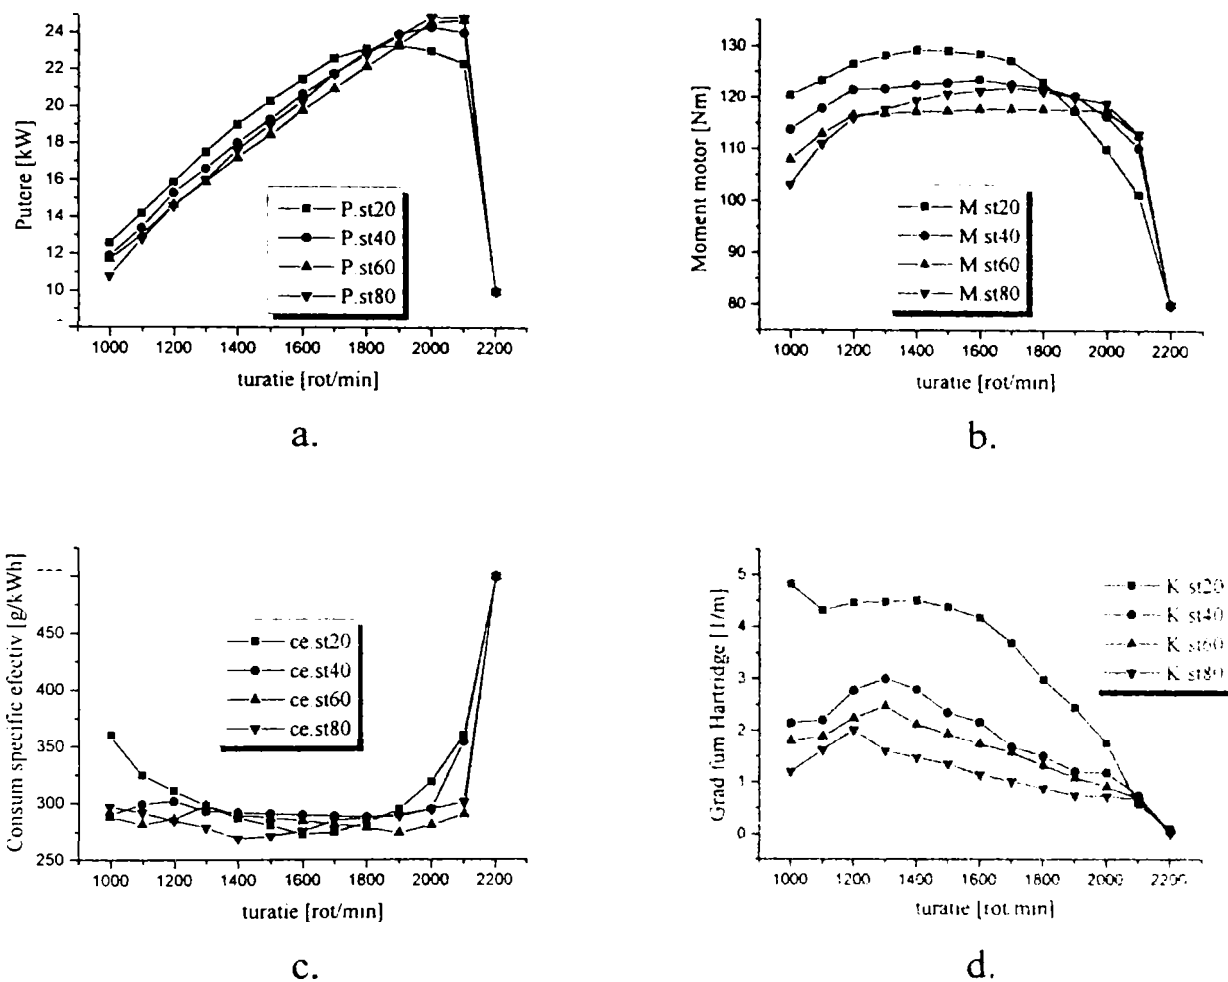 24
22
20
18
16
14
12
10
Putere [kW]
P.st20
P.st40
P.st60
P.st80
1000 1200 1400 1600 1800 2000 2200
turatie [rot/min]
a.
130
120
110
100
90
80
Moment motor [Nm]
M st20
M st40
M st60
M st80
1000 1200 1400 1600 1800 2000 2200
turatie [rot/min]
b.
450
400
350
300
250
Consum specific efectiv [g/kWh]
ce.st20
ce.st40
ce st60
ce.st80
1000 1200 1400 1600 1800 2000 2200
turatie [rot/min]
c.
5
4
3
2
1
0
Grad fum Hartridge [1/m]
K st20
K st40
K st60
K st80
1000 1200 1400 1600 1800 2000 2200
turatie [rot min]
d.